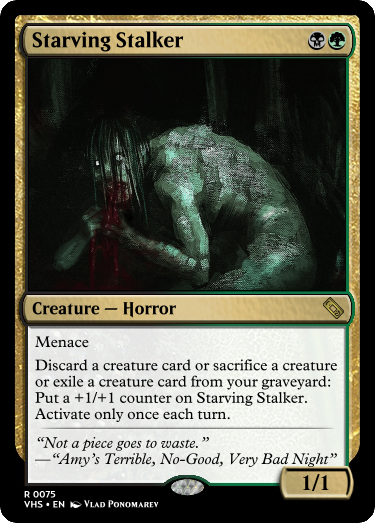 Starving Stalker
Creature — Horror
Menace
Discard a creature card or sacrifice a creature
or exile a creature card from your graveyard:
Put a +1/+1 counter on Starving Stalker.
Activate only once each turn.
“Not a piece goes to waste.”
—“Amy’s Terrible, No-Good, Very Bad Night”
1/1
R 0075
VHS • EN Vlad Ponomarev